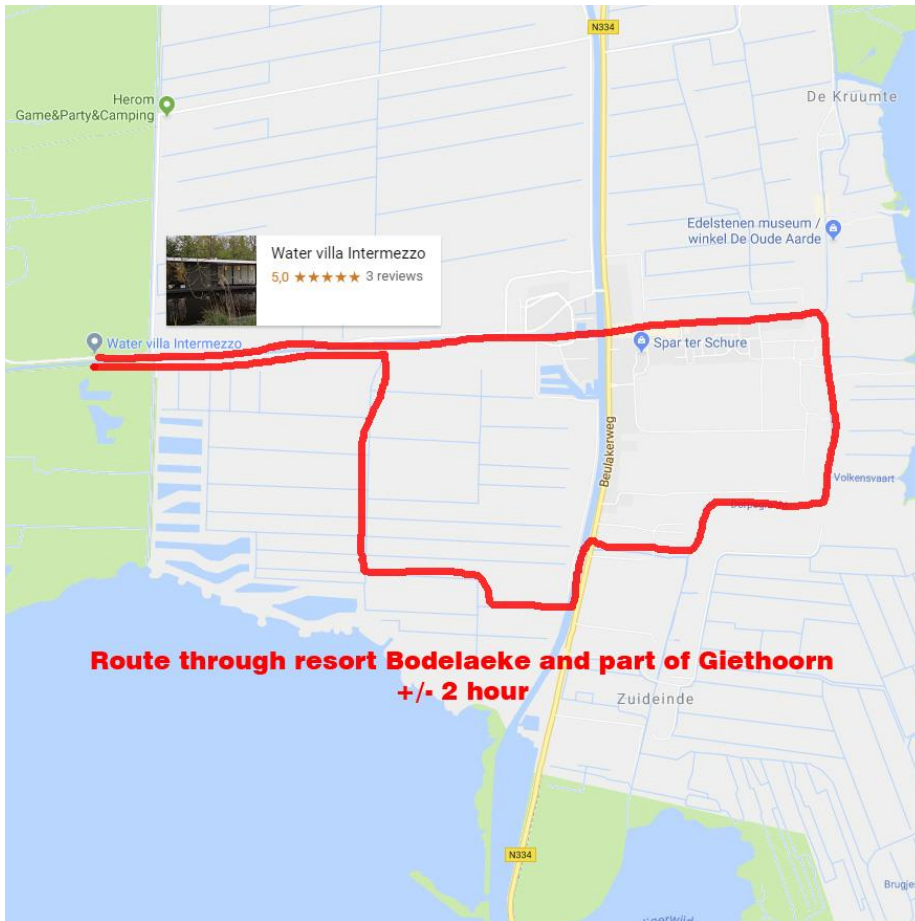 N334
De Kruumte
Herom
Game&Party&Camping
Edelstenen museum /
winkel De Oude Aarde
Water villa Intermezzo
5,0 ★★★★★ 3 reviews
Water villa Intermezzo
Spar ter Schure
Beulakerweg
Volkensvaart
Route through resort Bodelaeke and part of Giethoorn
+/- 2 hour
Zuideinde
N334
Brugje